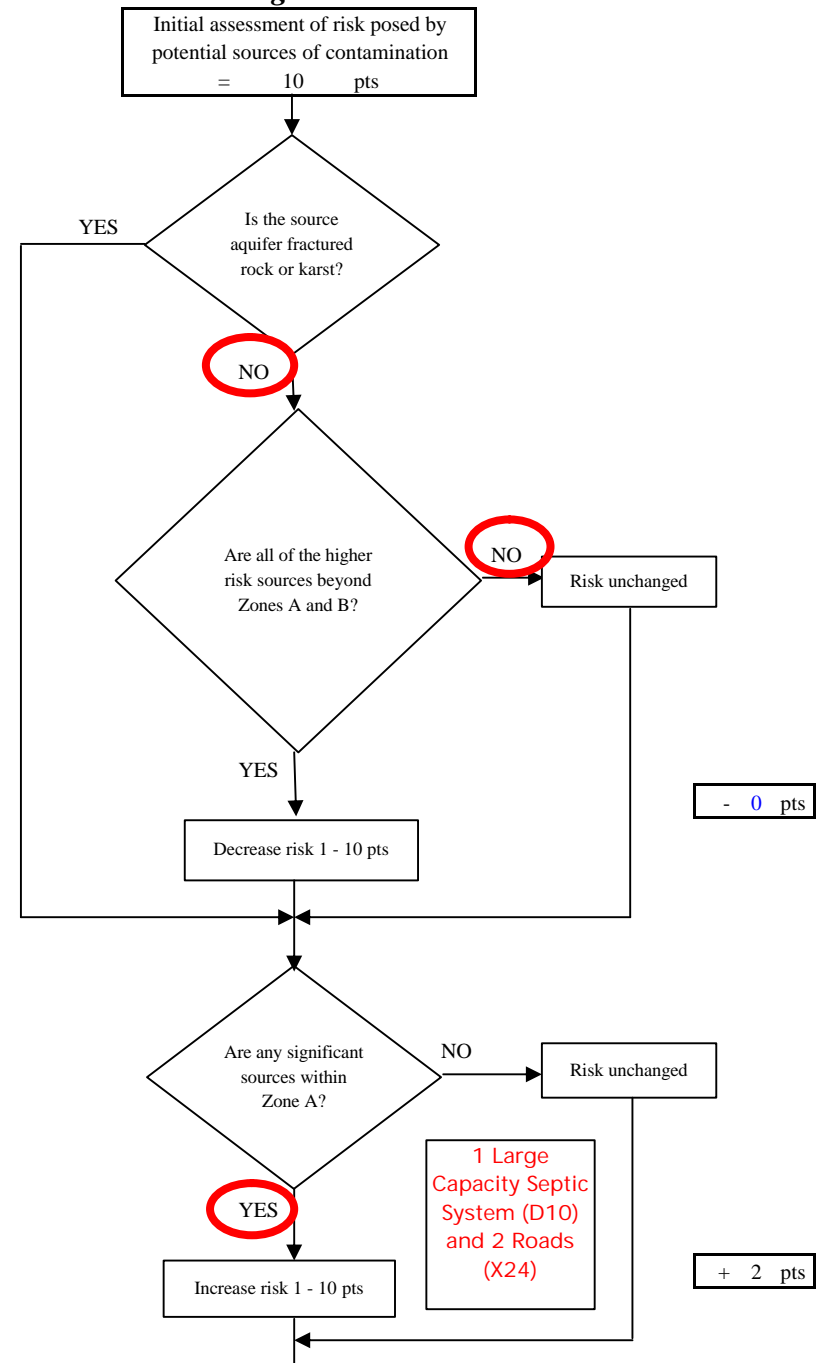 Initial assessment of risk posed by
potential sources of contamination
= 10 pts
YES
Is the source
aquifer fractured
rock or karst?
NO
Are all of the higher
risk sources beyond
Zones A and B?
NO
Risk unchanged
YES
- 0 pts
Decrease risk 1 - 10 pts
Are any significant
sources within
Zone A?
NO
Risk unchanged
1 Large
Capacity Septic
System (D10)
and 2 Roads
(X24)
YES
+ 2 pts
Increase risk 1 - 10 pts